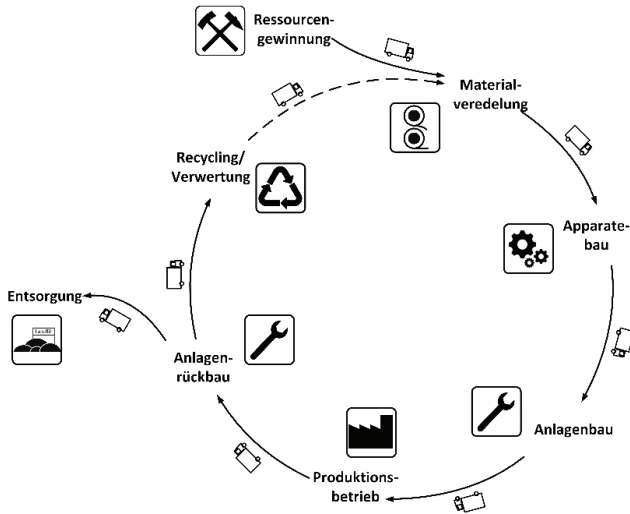 Ressourcen-
gewinnung
Material-
veredelung
Recycling/
Verwertung
Apparate-
bau
Entsorgung
Anlagen-
rückbau
Anlagenbau
Produktions-
betrieb